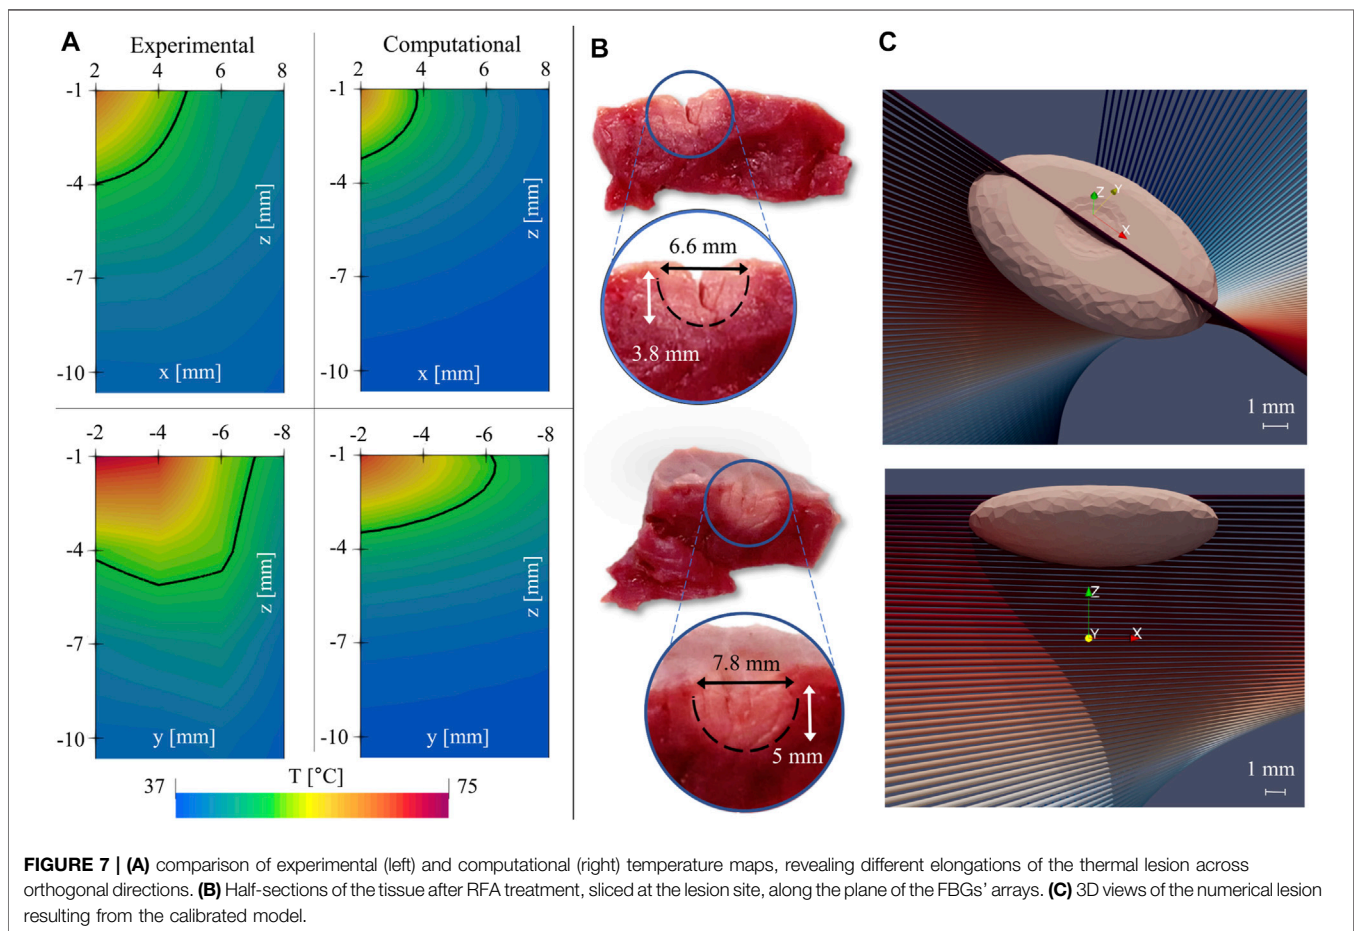 A
Experimental
Computational
2 4 6 8
2 4 6 8
-1
-4
-7
-10
z [mm]
x [mm]
-1
-4
-7
-10
z [mm]
x [mm]
-2 -4 -6 -8
-2 -4 -6 -8
-1
-4
-7
-10
z [mm]
y [mm]
-1
-4
-7
-10
z [mm]
y [mm]
T [°C]
37 75
B
6.6 mm
3.8 mm
7.8 mm
5 mm
C
Z Y
X
1 mm
Z
Y X
1 mm
FIGURE 7 | (A) comparison of experimental (left) and computational (right) temperature maps, revealing different elongations of the thermal lesion across
orthogonal directions. (B) Half-sections of the tissue after RFA treatment, sliced at the lesion site, along the plane of the FBGs' arrays. (C) 3D views of the numerical lesion
resulting from the calibrated model.